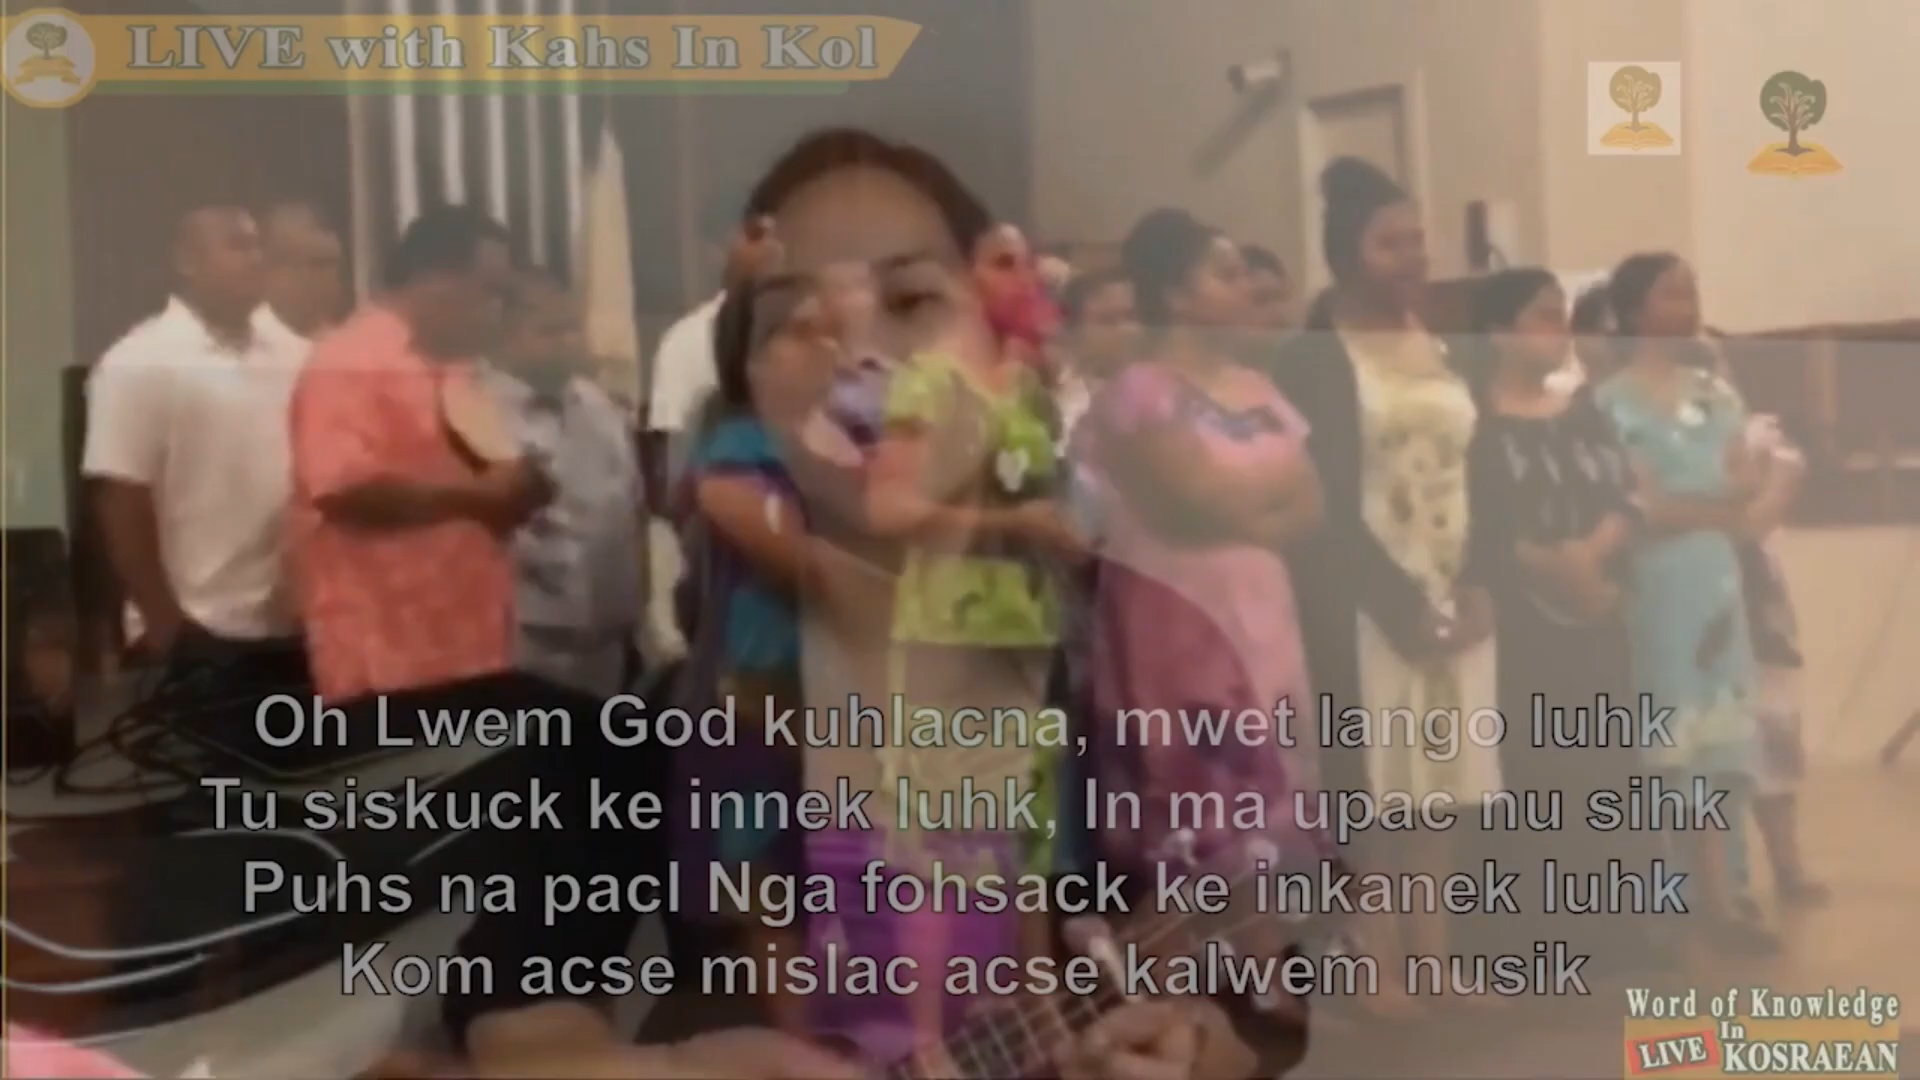 LIVE with Kahs In Kol
Oh Lwem God kuhlacna, mwet lango luhk
Tu siskuck ke innek luhk, In ma upac nu sihk
Puhs na pacl Nga fohsack ke inkanek luhk
Kom acse mislac acse kalwem nusik
Word of Knowledge
In
LIVE KOSRAEAN